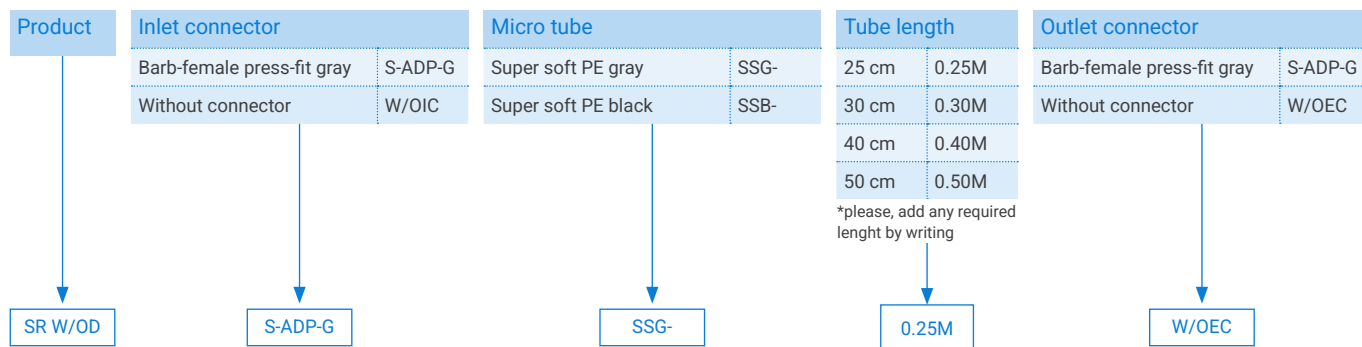 Product
Inlet connector
Micro tube
Tube length
Outlet connector
Barb-female press-fit gray S-ADP-G
Super soft PE gray SSG-
25 cm 0.25M
Barb-female press-fit gray S-ADP-G
Without connector W/OIC
Super soft PE black SSB-
30 cm 0.30M
Without connector W/OEC
40 cm 0.40M
50 cm 0.50M
*please, add any required
lenght by writing
SR W/OD
S-ADP-G
SSG-
0.25M
W/OEC